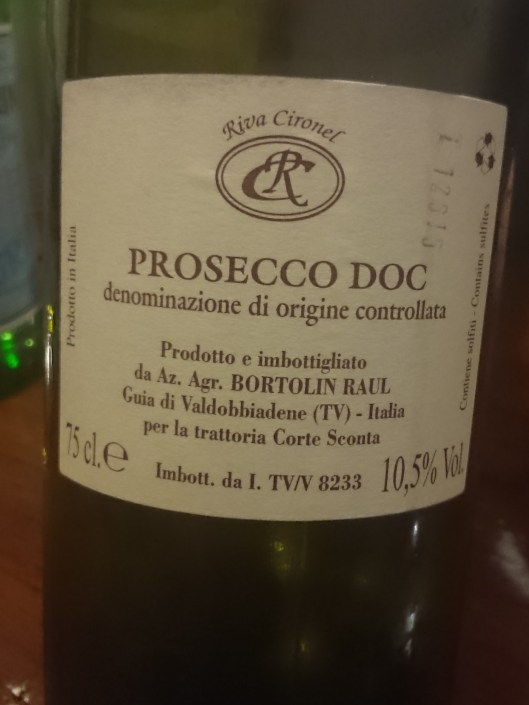 Riva Cironel
CR
PROSECCO DOC
denominazione di origine controllata
Prodotto e imbottigliato
da Az. Agr. BORTOLIN RAUL
Guia di Valdobbiadene (TV) - Italia
per la trattoria Corte Sconta
75 cl. e
Imbott. da I. TV/V 8233
10,5% Vol.
Prodotto in Italia
Contiene solfiti - Contains sulfites